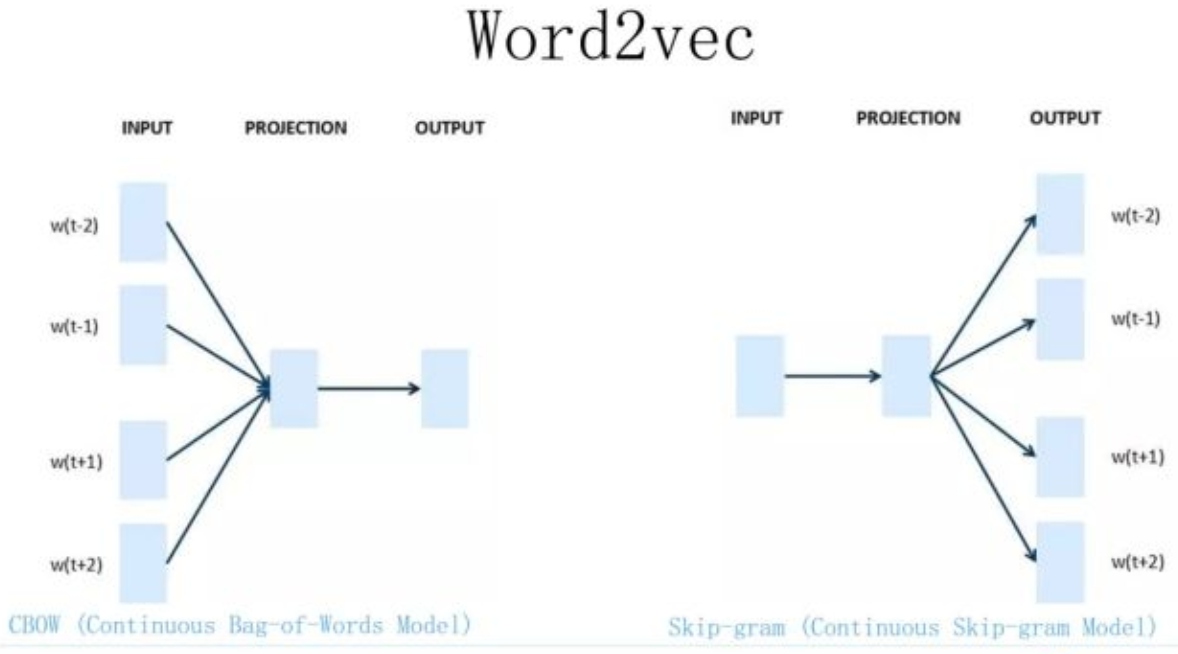 Word2vec
INPUT PROJECTION OUTPUT
w(t-2)
w(t-1)
w(t+1)
w(t+2)
CBOW (Continuous Bag-of-Words Model)
INPUT PROJECTION OUTPUT
w(t-2)
w(t-1)
w(t+1)
w(t+2)
Skip-gram (Continuous Skip-gram Model)